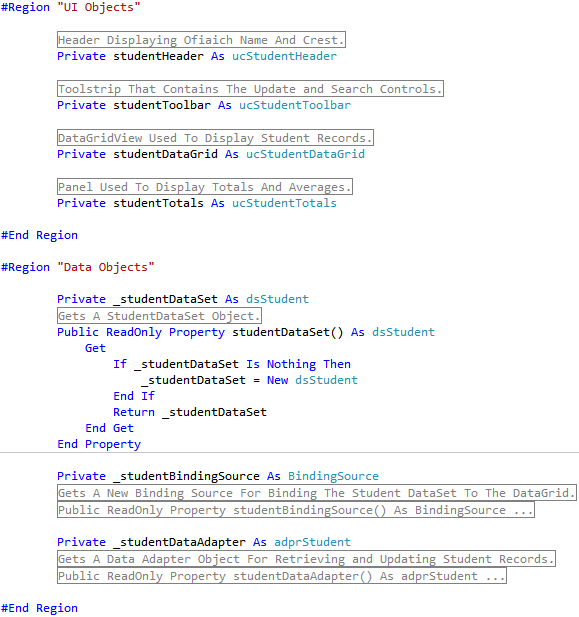 #Region "UI Objects"
Header Displaying Ofiaich Name And Crest.
Private studentHeader As ucStudentHeader
Toolstrip That Contains The Update and Search Controls.
Private studentToolbar As ucStudentToolbar
DataGridView Used To Display Student Records.
Private studentDataGrid As ucStudentDataGrid
Panel Used To Display Totals And Averages.
Private studentTotals As ucStudentTotals
#End Region
#Region "Data Objects"
Private _studentDataSet As dsStudent
Gets A StudentDataSet Object.
Public ReadOnly Property studentDataSet() As dsStudent
Get
If _studentDataSet Is Nothing Then
_studentDataSet = New dsStudent
End If
Return _studentDataSet
End Get
End Property
Private _studentBindingSource As BindingSource
Gets A New Binding Source For Binding The Student DataSet To The DataGrid.
Public ReadOnly Property studentBindingSource() As BindingSource ...
Private _studentDataAdapter As adprStudent
Gets A Data Adapter Object For Retrieving and Updating Student Records.
Public ReadOnly Property studentDataAdapter() As adprStudent ...
#End Region